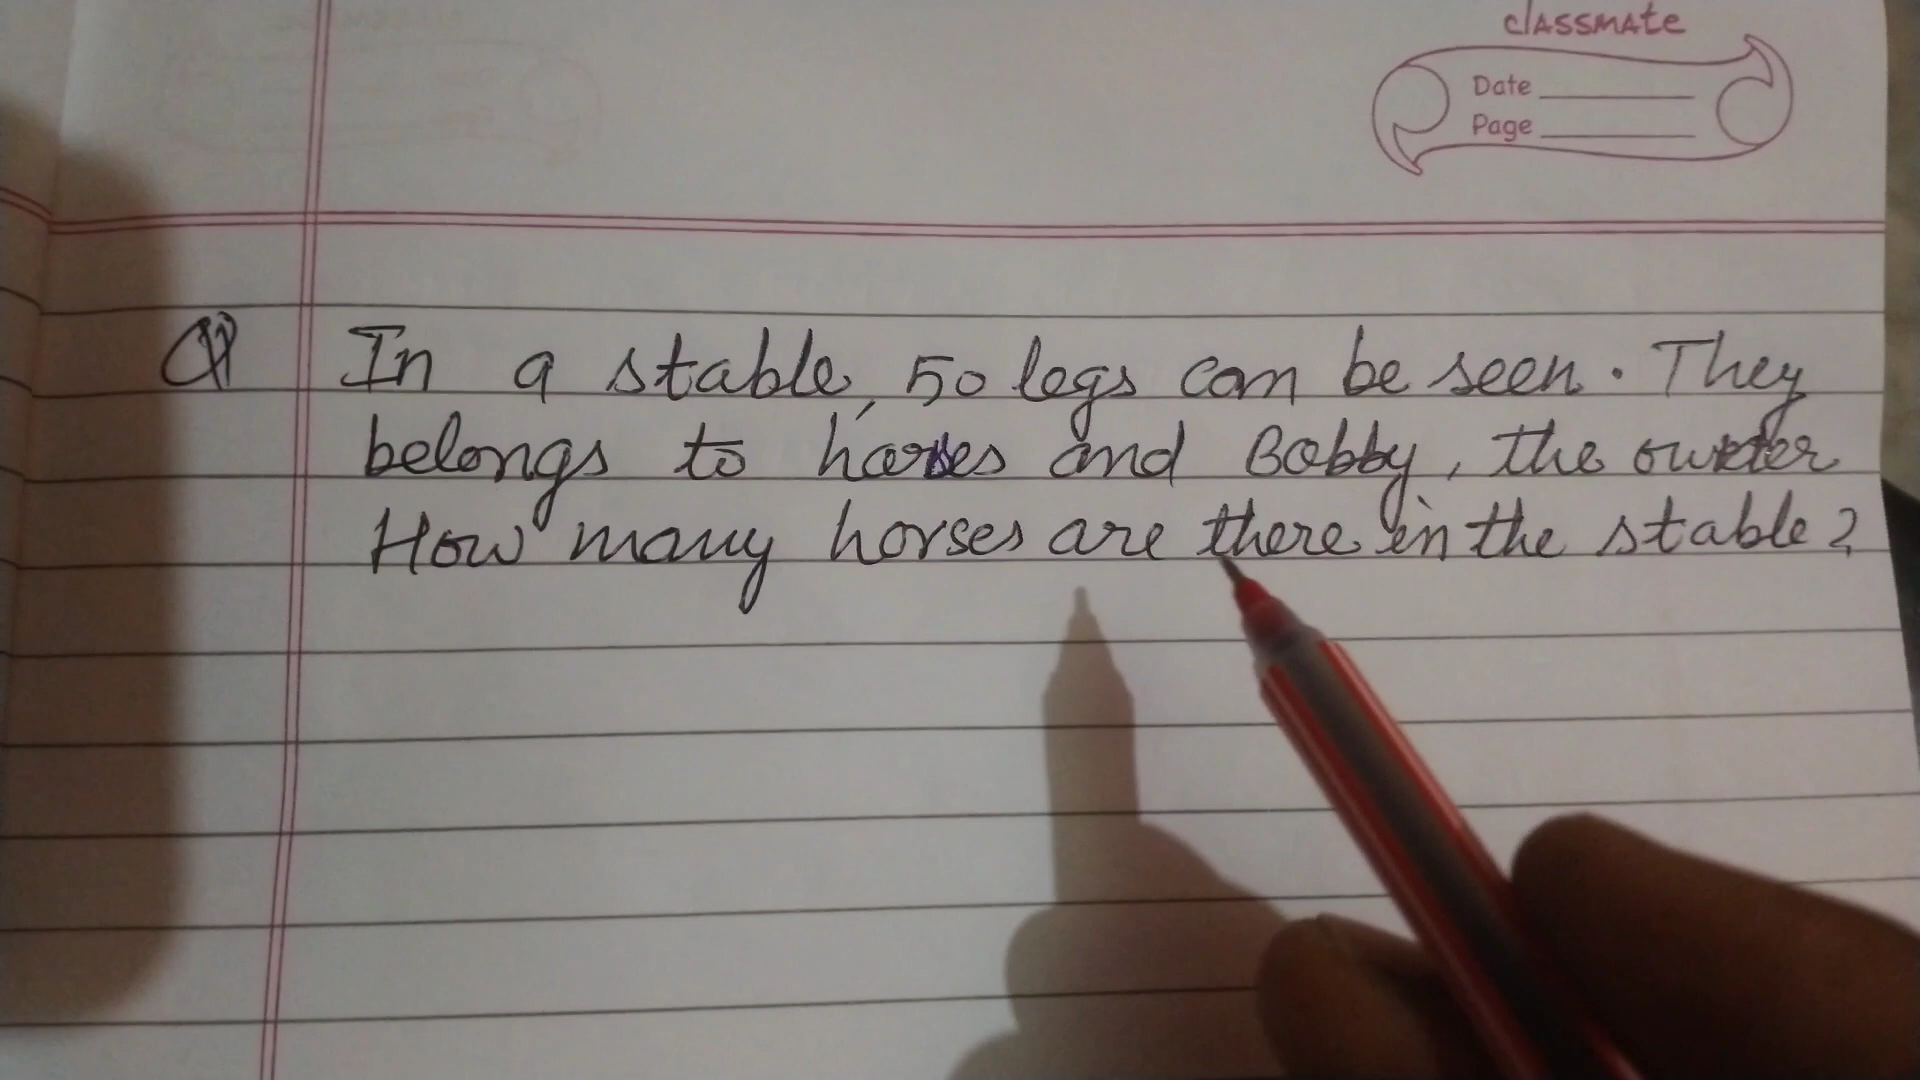 classmate
Date
Page
Q In a stable, 50 legs can be seen. They
belongs to horses and Bobby, the owner
How many horses are there in the stable?